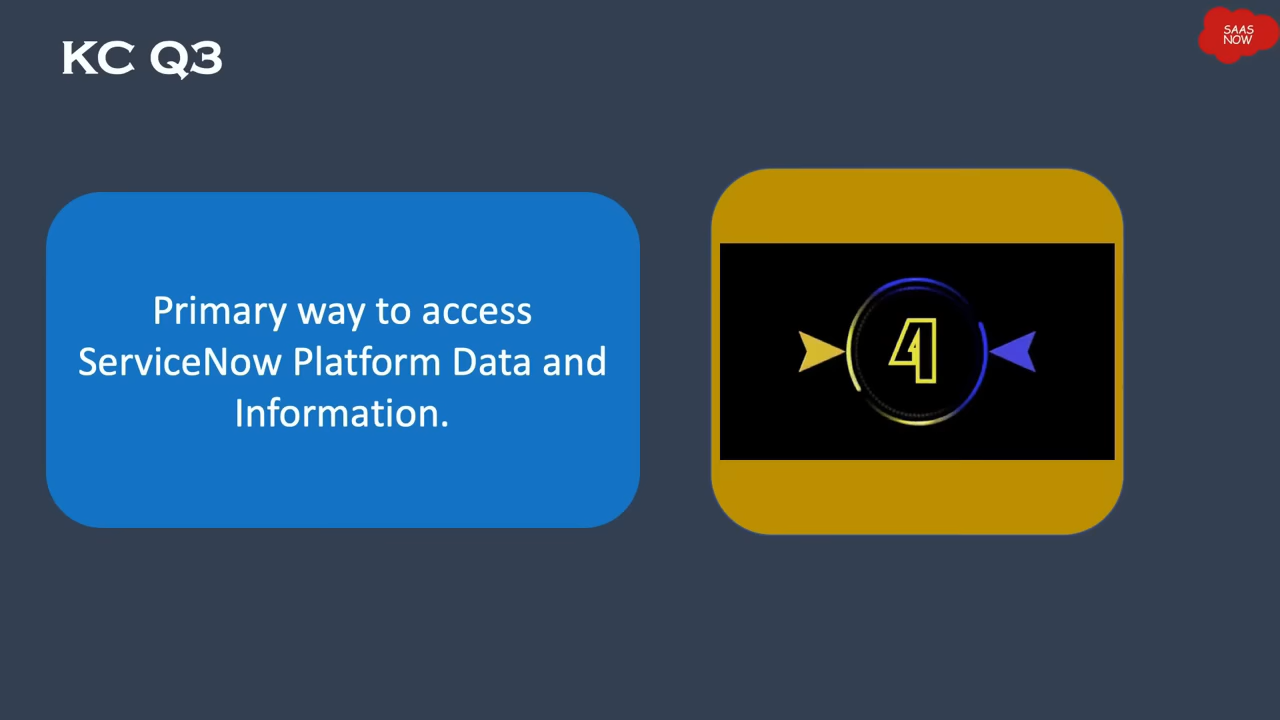 KC Q3
SAAS
NOW
Primary way to access
ServiceNow Platform Data and
Information.
4